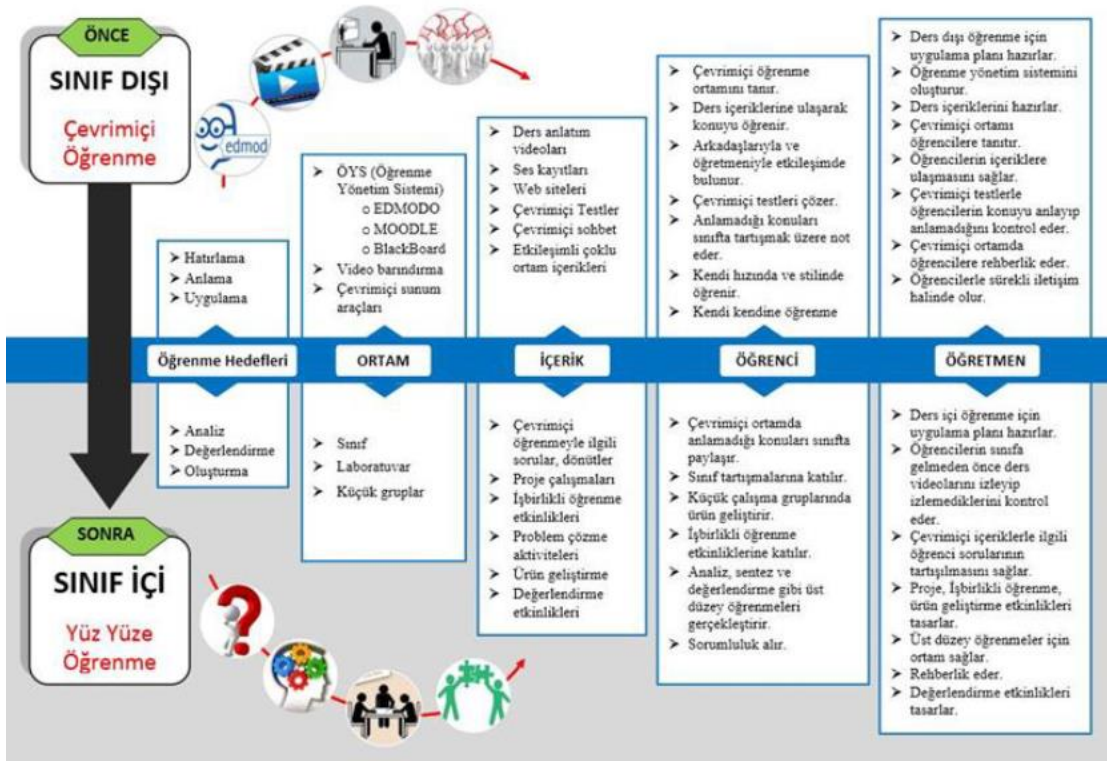 ÖNCE
SINIF DIŞI
Çevrimiçi
Öğrenme
edmod
➤ Hatırlama
➤ Anlama
➤ Uygulama
➤ ÖYS (Öğrenme
Yönetim Sistemi)
o EDMODO
o MOODLE
o BlackBoard
➤ Video barındırma
➤ Çevrimiçi sunum
araçları
➤ Ders anlatım
videoları
➤ Ses kayıtları
➤ Web siteleri
➤ Çevrimiçi Testler
➤ Çevrimiçi sohbet
➤ Etkileşimli çoklu
ortam içerikleri
➤ Çevrimiçi öğrenme
ortamını tanır.
➤ Ders içeriklerine ulaşarak
konuyu öğrenir.
➤ Arkadaşlarıyla ve
öğretmeniyle etkileşimde
bulunur.
➤ Çevrimiçi testleri çözer.
➤ Anlamadığı konuları
sınıfta tartışmak üzere not
eder.
➤ Kendi hızında ve stilinde
öğrenir.
➤ Kendi kendine öğrenme
➤ Ders dışı öğrenme için
uygulama planı hazırlar.
➤ Öğrenme yönetim sistemini
oluşturur.
➤ Ders içeriklerini hazırlar.
➤ Çevrimiçi ortamı
öğrencilere tanıtır.
➤ Öğrencilerin içeriklere
ulaşmasını sağlar.
➤ Çevrimiçi testlerle
öğrencilerin konuyu anlayıp
anlamadığını kontrol eder.
➤ Çevrimiçi ortamda
öğrencilere rehberlik eder.
➤ Öğrencilerle sürekli iletişim
halinde olur.
Öğrenme Hedefleri
ORTAM
İÇERİK
ÖĞRENCİ
ÖĞRETMEN
➤ Analiz
➤ Değerlendirme
➤ Oluşturma
➤ Sınıf
➤ Laboratuvar
➤ Küçük gruplar
➤ Çevrimiçi
öğrenmeyle ilgili
sorular, dönütler
➤ Proje çalışmaları
➤ İşbirlikli öğrenme
etkinlikleri
➤ Problem çözme
aktiviteleri
➤ Ürün geliştirme
➤ Değerlendirme
etkinlikleri
➤ Çevrimiçi ortamda
anlamadığı konuları sınıfta
paylaşır.
➤ Sınıf tartışmalarına katılır.
➤ Küçük çalışma gruplarında
ürün geliştirir.
➤ İşbirlikli öğrenme
etkinliklerine katılır.
➤ Analiz, sentez ve
değerlendirme gibi üst
düzey öğrenmeleri
gerçekleştirir.
➤ Sorumluluk alır.
➤ Ders içi öğrenme için
uygulama planı hazırlar.
➤ Öğrencilerin sınıfa
gelmeden önce ders
videolarını izleyip
izlemediklerini kontrol
eder.
➤ Çevrimiçi içeriklerle ilgili
öğrenci sorularının
tartışılmasını sağlar.
➤ Proje, İşbirlikli öğrenme,
ürün geliştirme etkinlikleri
tasarlar.
➤ Üst düzey öğrenmeler için
ortam sağlar.
➤ Rehberlik eder.
➤ Değerlendirme etkinlikleri
tasarlar.
SONRA
SINIF İÇİ
Yüz Yüze
Öğrenme